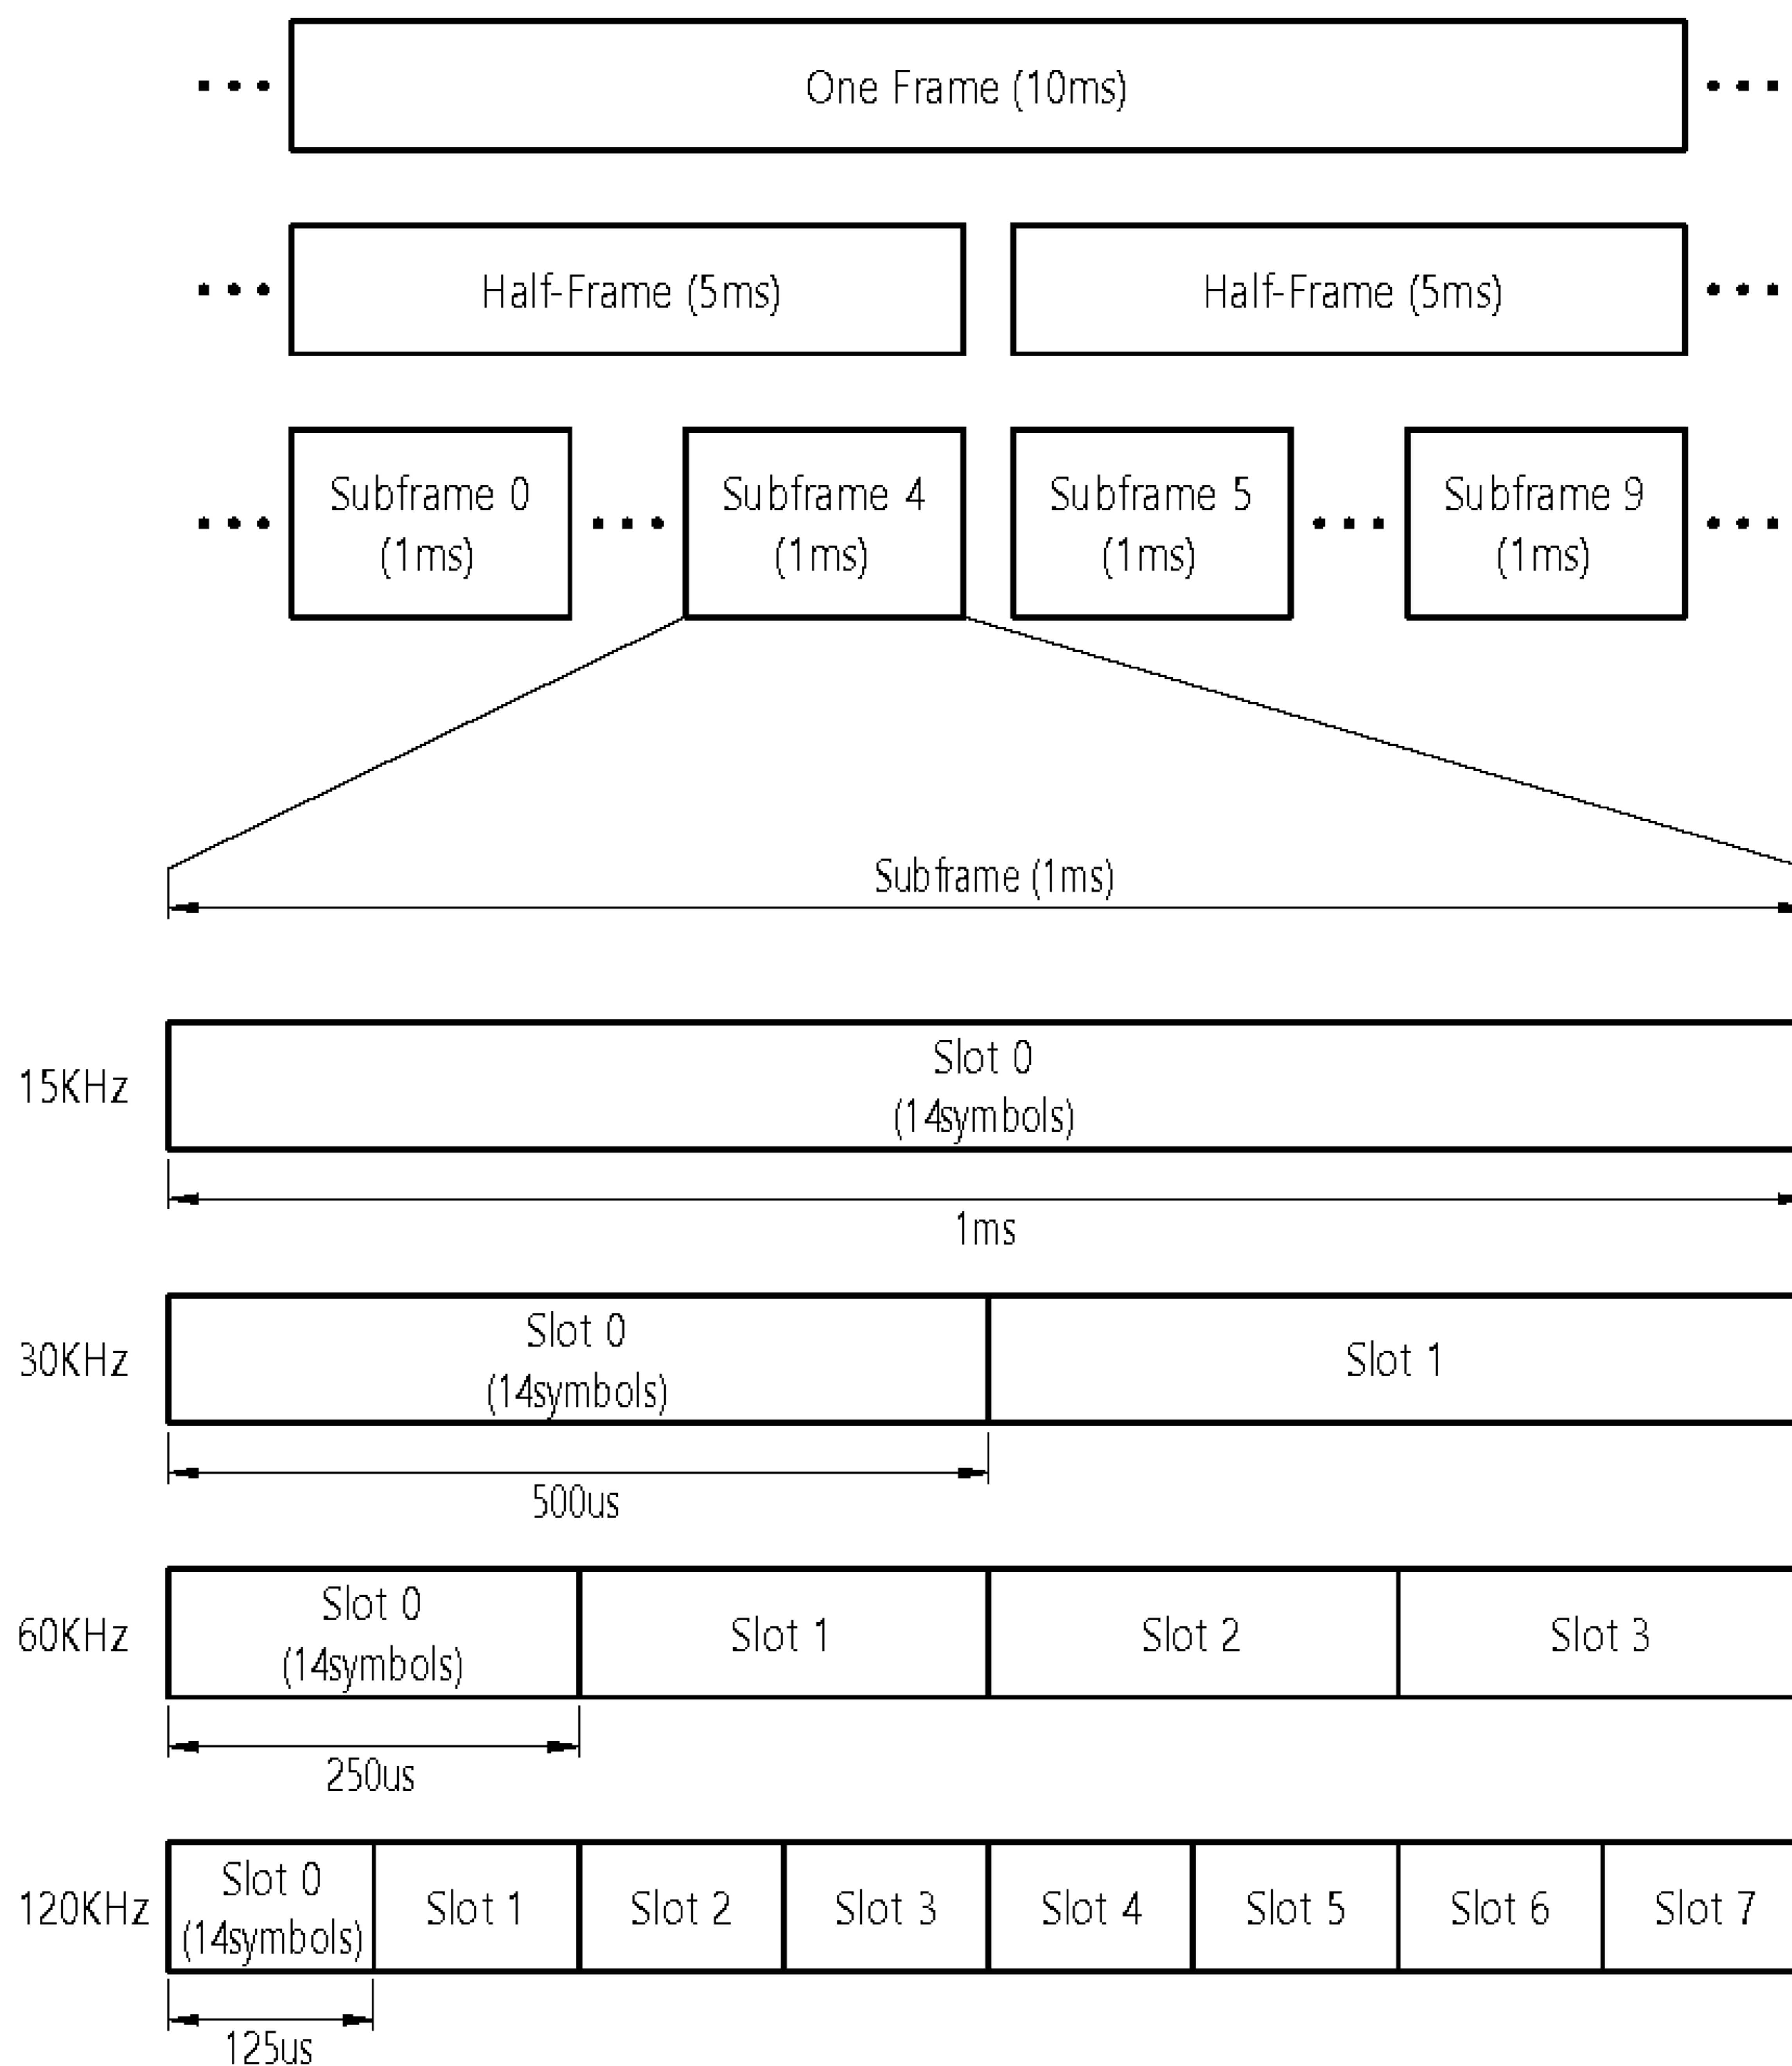 One Frame (10ms)
Half-Frame (5ms)
Half-Frame (5ms)
Subframe 0
(1ms)
Subframe 4
(1ms)
Subframe 5
(1ms)
Subframe 9
(1ms)
Subframe (1ms)
15KHz
Slot 0
(14symbols)
1ms
30KHz
Slot 0
(14symbols)
Slot 1
500us
60KHz
Slot 0
(14symbols)
Slot 1
Slot 2
Slot 3
250us
120KHz
Slot 0
(14symbols)
Slot 1
Slot 2
Slot 3
Slot 4
Slot 5
Slot 6
Slot 7
125us